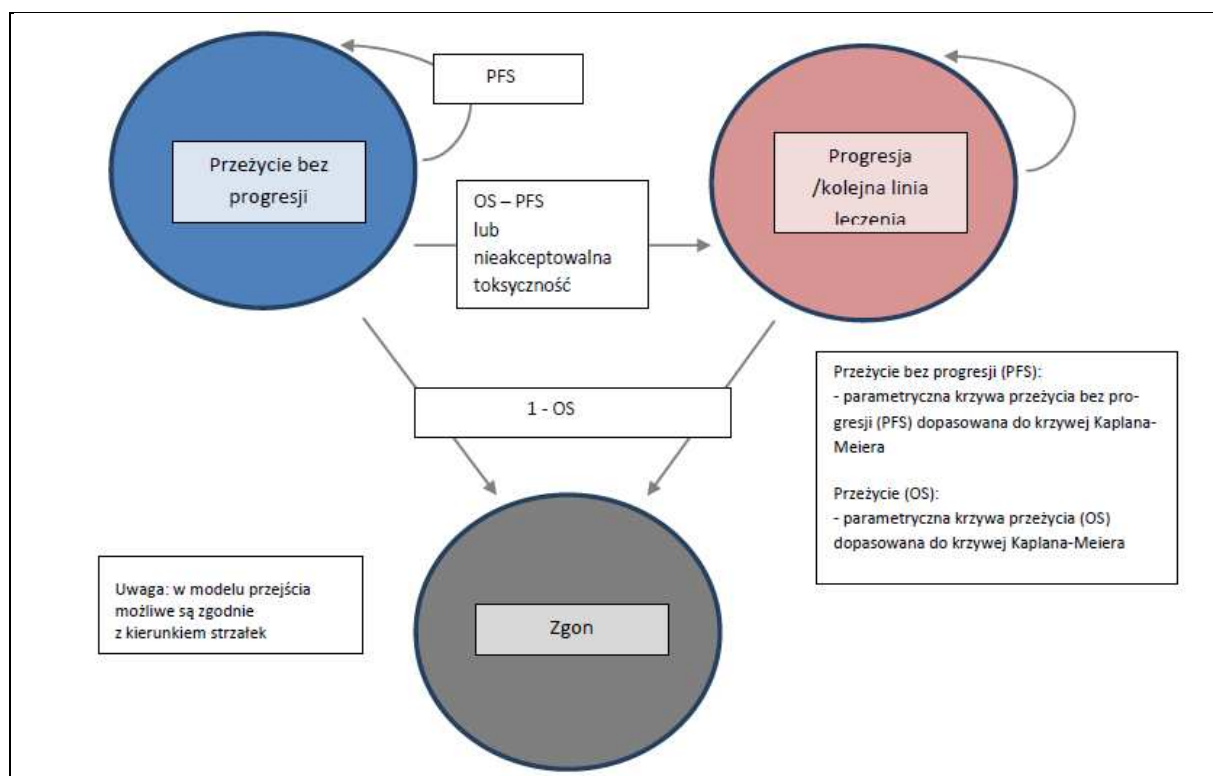 PFS
Przeżycie bez
progresji
Progresja
/kolejna linia
leczenia
OS – PFS
lub
nieakceptowalna
toksyczność
1 - OS
Przeżycie bez progresji (PFS):
- parametryczna krzywa przeżycia bez pro-
gresji (PFS) dopasowana do krzywej Kaplana-
Meiera
Przeżycie (OS):
- parametryczna krzywa przeżycia (OS)
dopasowana do krzywej Kaplana-Meiera
Uwaga: w modelu przejścia
możliwe są zgodnie
z kierunkiem strzałek
Zgon